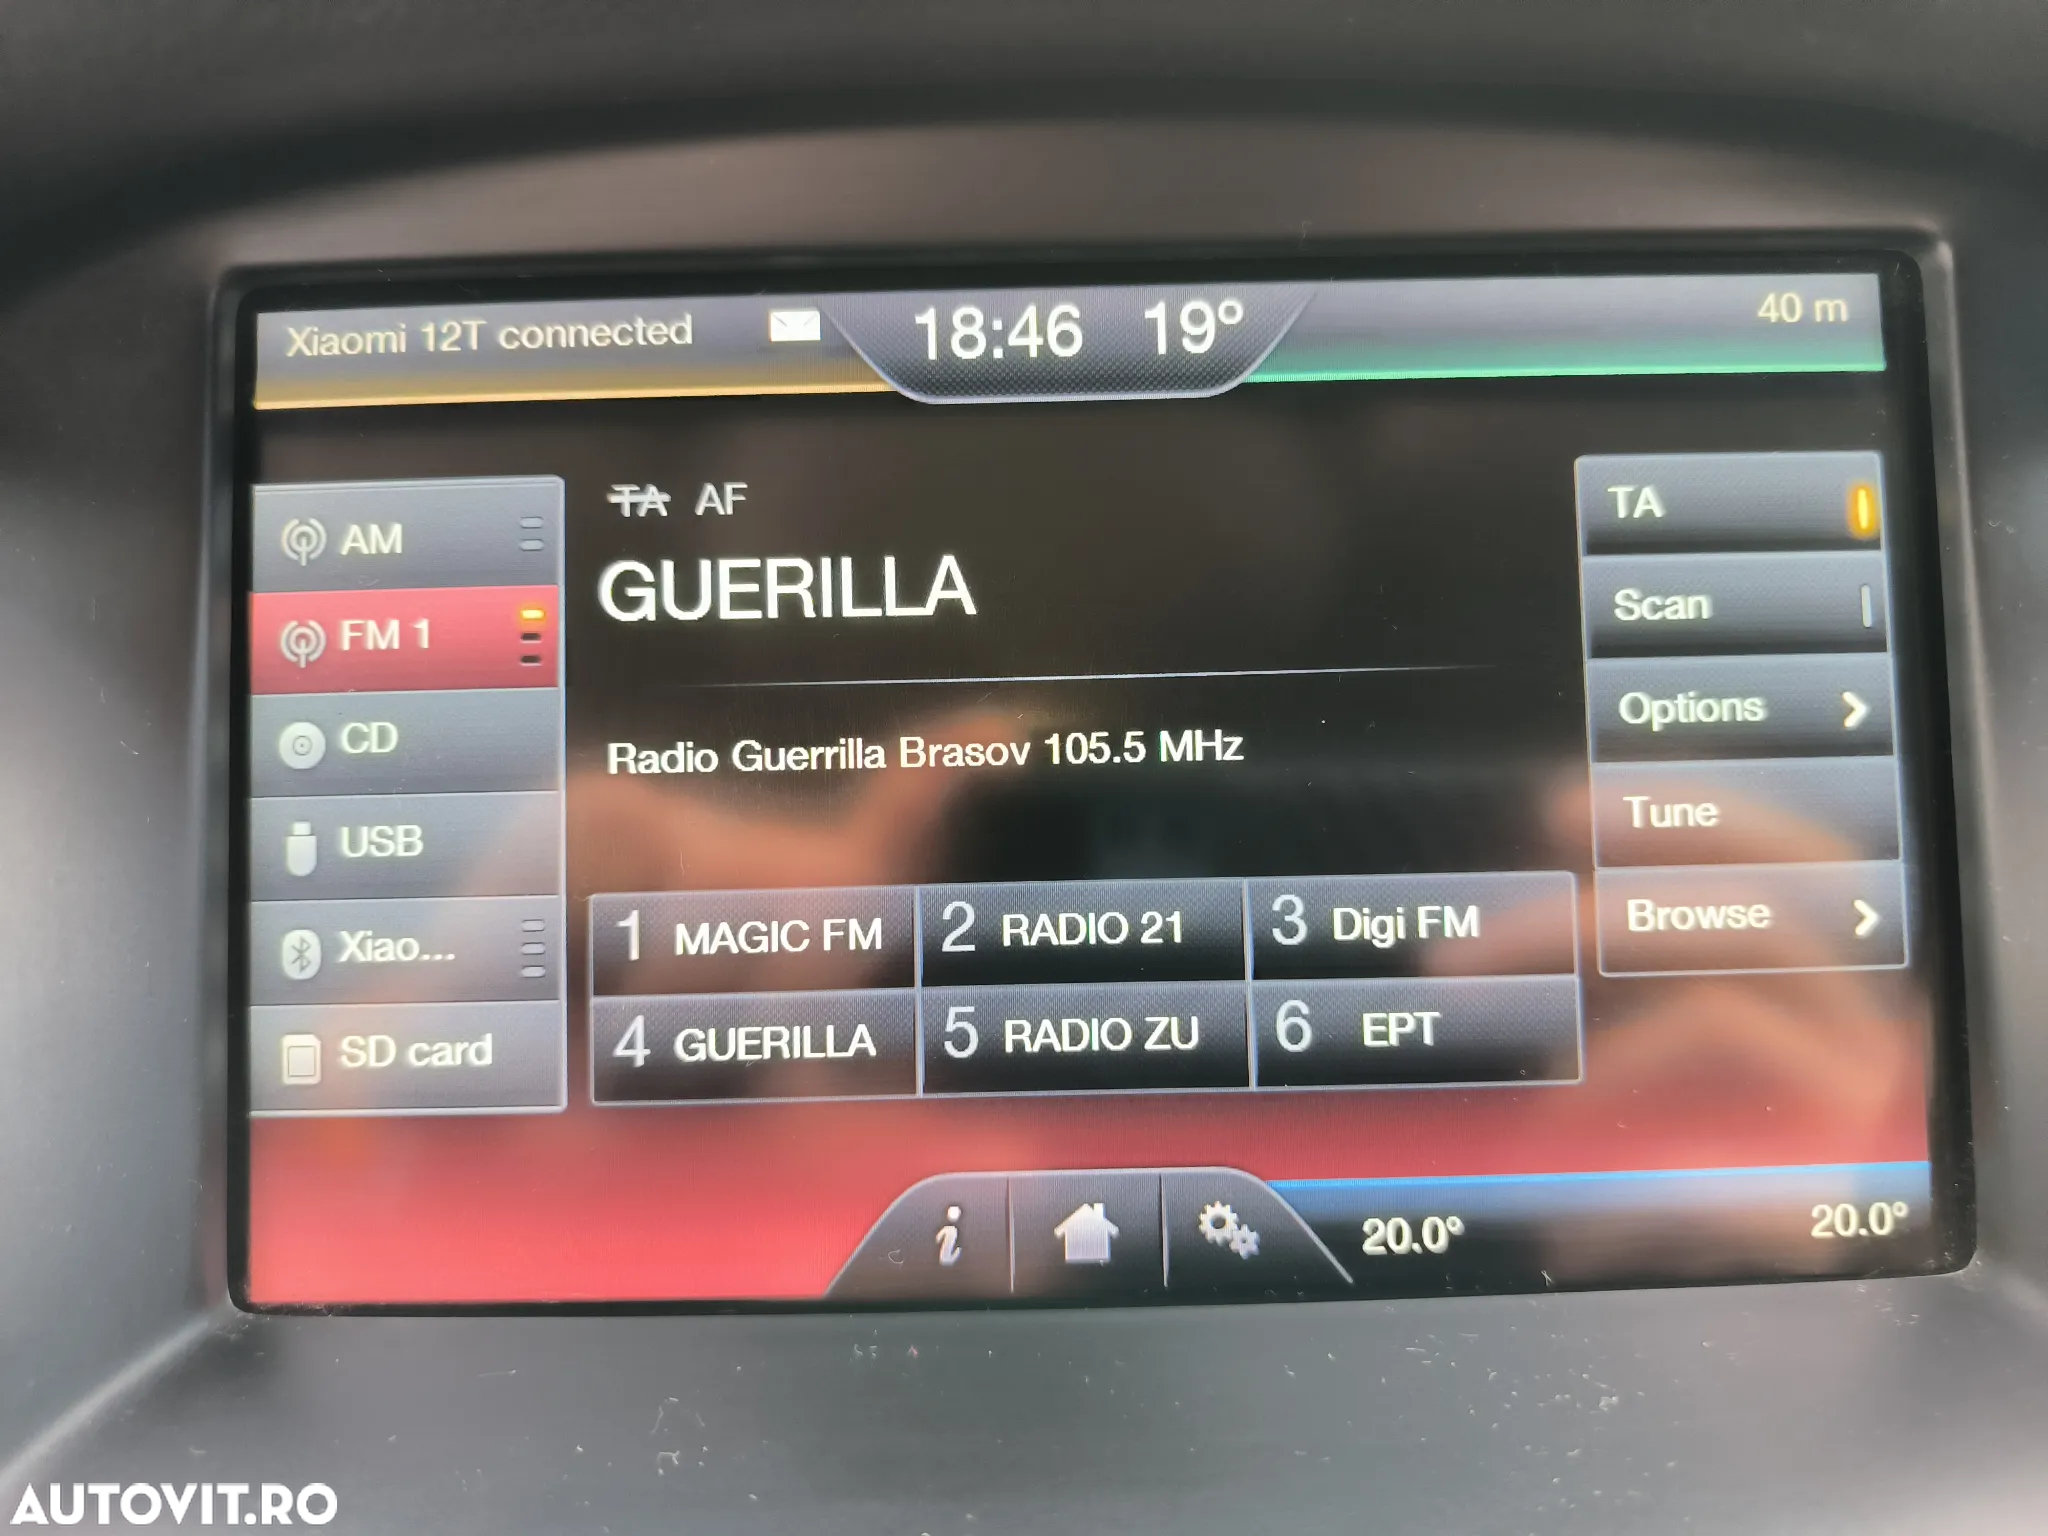 Xiaomi 12T connected 18:46 19° 40 m
AM
FM 1
CD
USB
Xiao...
SD card
TA AF
GUERILLA
Radio Guerrilla Brasov 105.5 MHz
1 MAGIC FM 2 RADIO 21 3 Digi FM
4 GUERILLA 5 RADIO ZU 6 EPT
TA
Scan
Options
Tune
Browse
i 20.0° 20.0°
AUTOVIT.RO